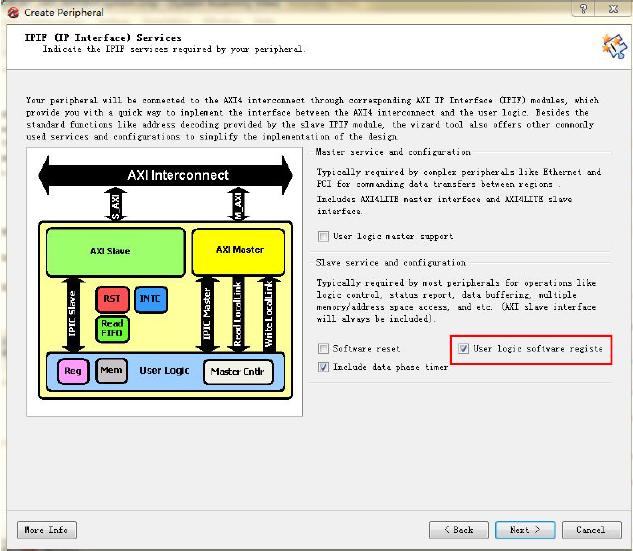 Create Peripheral
IPIF (IP Interface) Services
Indicate the IPIF services required by your peripheral.
Your peripheral will be connected to the AXI4 interconnect through corresponding AXI IP Interface (IPIF) modules, which
provide you with a quick way to implement the interface between the AXI4 interconnect and the user logic. Besides the
standard functions like address decoding provided by the slave IPIF module, the wizard tool also offers other commonly
used services and configurations to simplify the implementation of the design.
AXI Interconnect
S_AXI
M_AXI
AXI Slave
AXI Master
IPIC Slave
RST
INTC
Read
FIFO
IPIC Master
Read LocalLink
Write LocalLink
Reg
Mem
User Logic
Master Cntlr
Master service and configuration
Typically required by complex peripherals like Ethernet and
PCI for commanding data transfers between regions .
Includes AXI4LITE master interface and AXI4LITE slave
interface.
User logic master support
Slave service and configuration
Typically required by most peripherals for operations like
logic control, status report, data buffering, multiple
memory/address space access, and etc. (AXI slave interface
will always be included).
Software reset
User logic software registe
Include data phase timer
More Info
< Back
Next >
Cancel